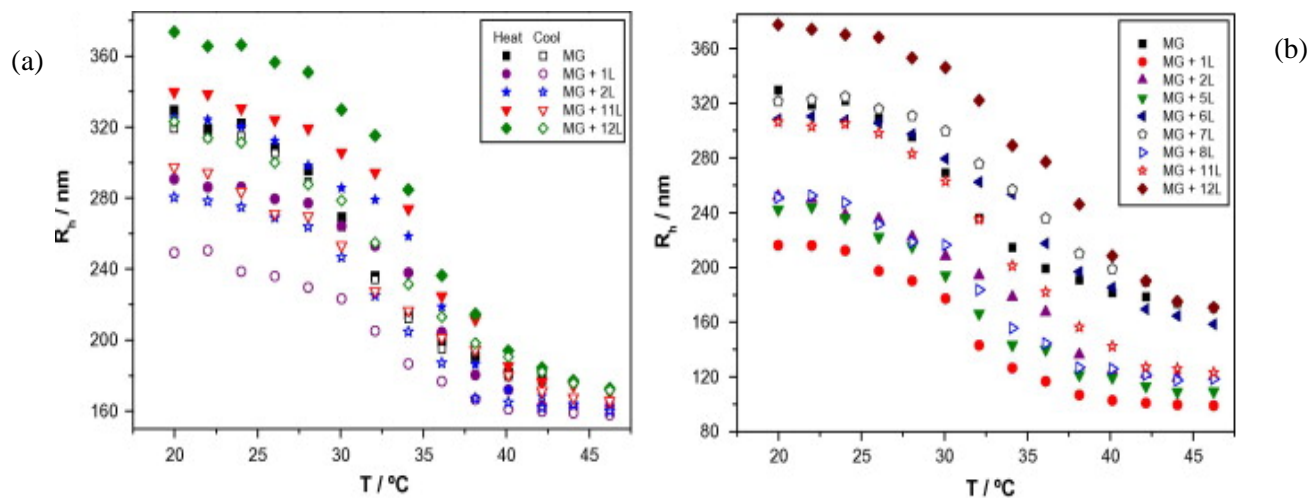 (a)
R_h / nm
360
320
280
240
200
160
20 25 30 35 40 45
T / ºC
Heat Cool
MG
MG + 1L
MG + 2L
MG + 11L
MG + 12L
(b)
R_h / nm
360
320
280
240
200
160
120
80
20 25 30 35 40 45
T / ºC
MG
MG + 1L
MG + 2L
MG + 5L
MG + 6L
MG + 7L
MG + 8L
MG + 11L
MG + 12L